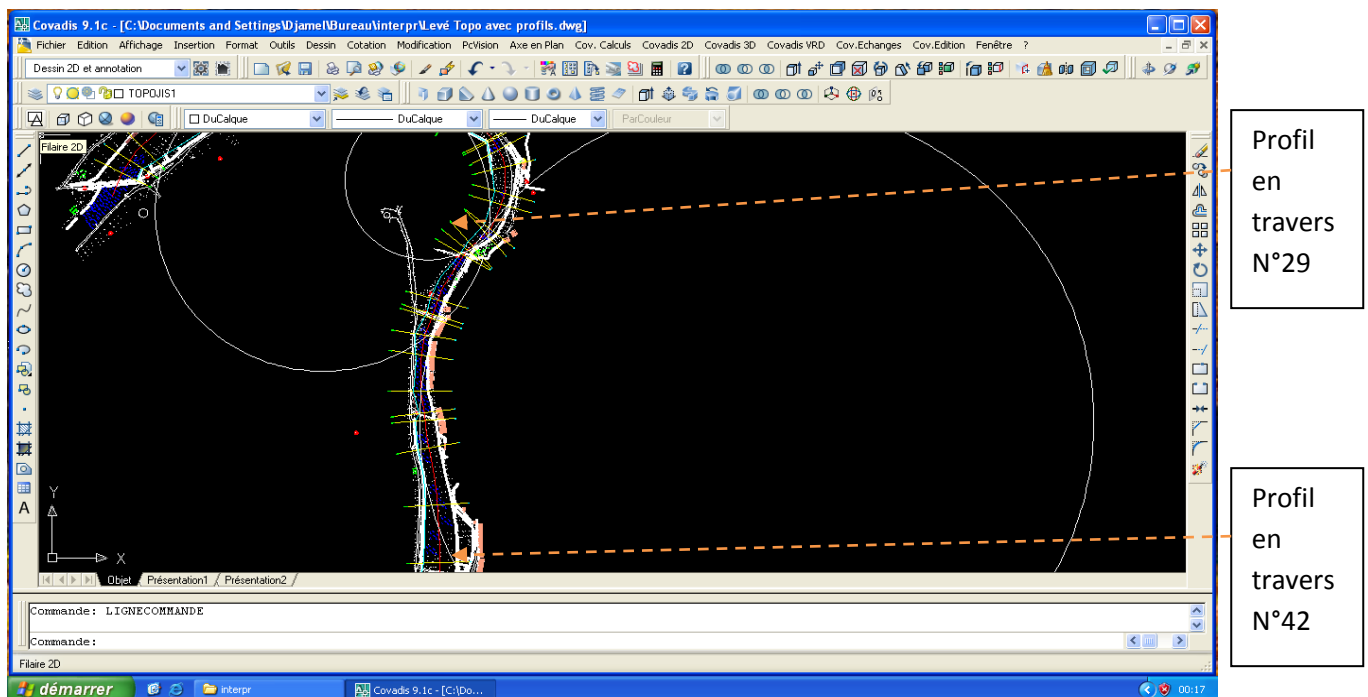 Covadis 9.1c - [C:\Documents and Settings\Djamel\Bureau\interpr\Levé Topo avec profils.dwg]
Fichier Edition Affichage Insertion Format Outils Dessin Cotation Modification PcVision Axe en Plan Cov. Calculs Covadis 2D Covadis 3D Covadis VRD Cov.Echanges Cov.Edition Fenêtre ?
Dessin 2D et annotation
TOPOJIS1
DuCalque DuCalque DuCalque ParCouleur
Filaire 2D
Profil
en
travers
N°29
Y
X
Profil
en
travers
N°42
Objet Présentation1 Présentation2
Commande: LIGNECOMMANDE
Commande:
Filaire 2D
démarrer interpr Covadis 9.1c - [C:\Do... 00:17